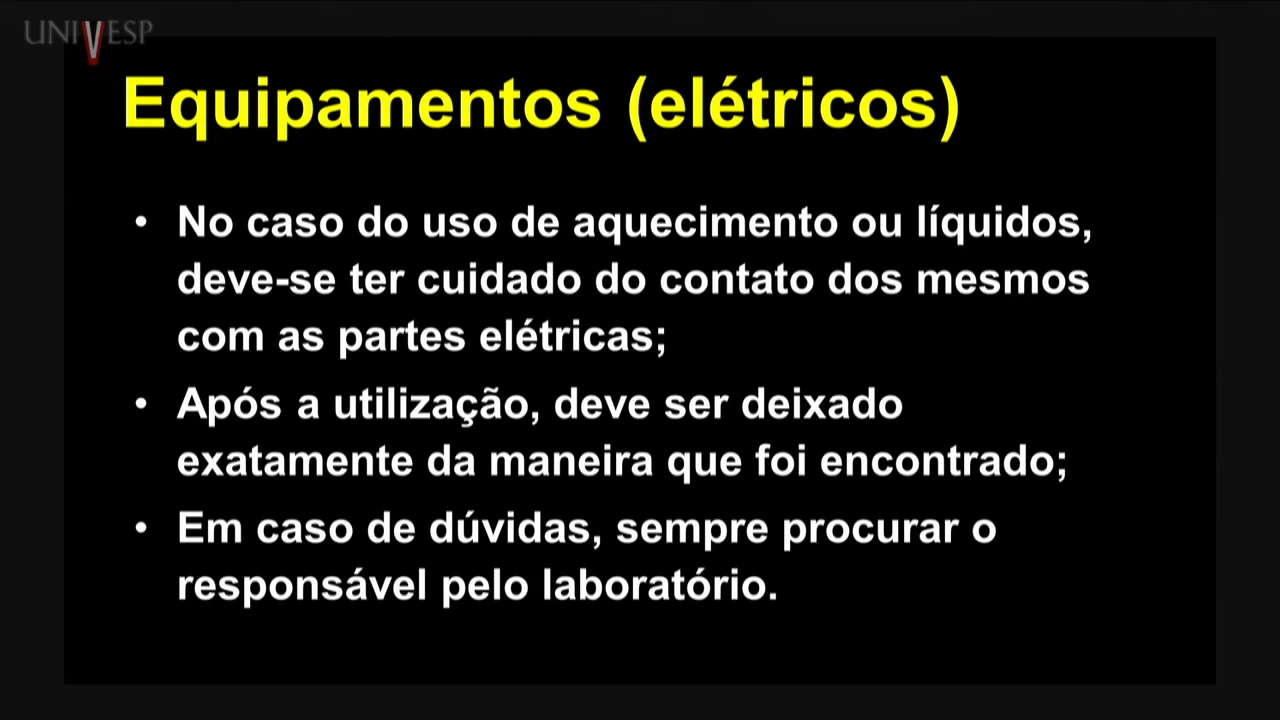 UNIVESP
Equipamentos (elétricos)
• No caso do uso de aquecimento ou líquidos,
deve-se ter cuidado do contato dos mesmos
com as partes elétricas;
• Após a utilização, deve ser deixado
exatamente da maneira que foi encontrado;
• Em caso de dúvidas, sempre procurar o
responsável pelo laboratório.